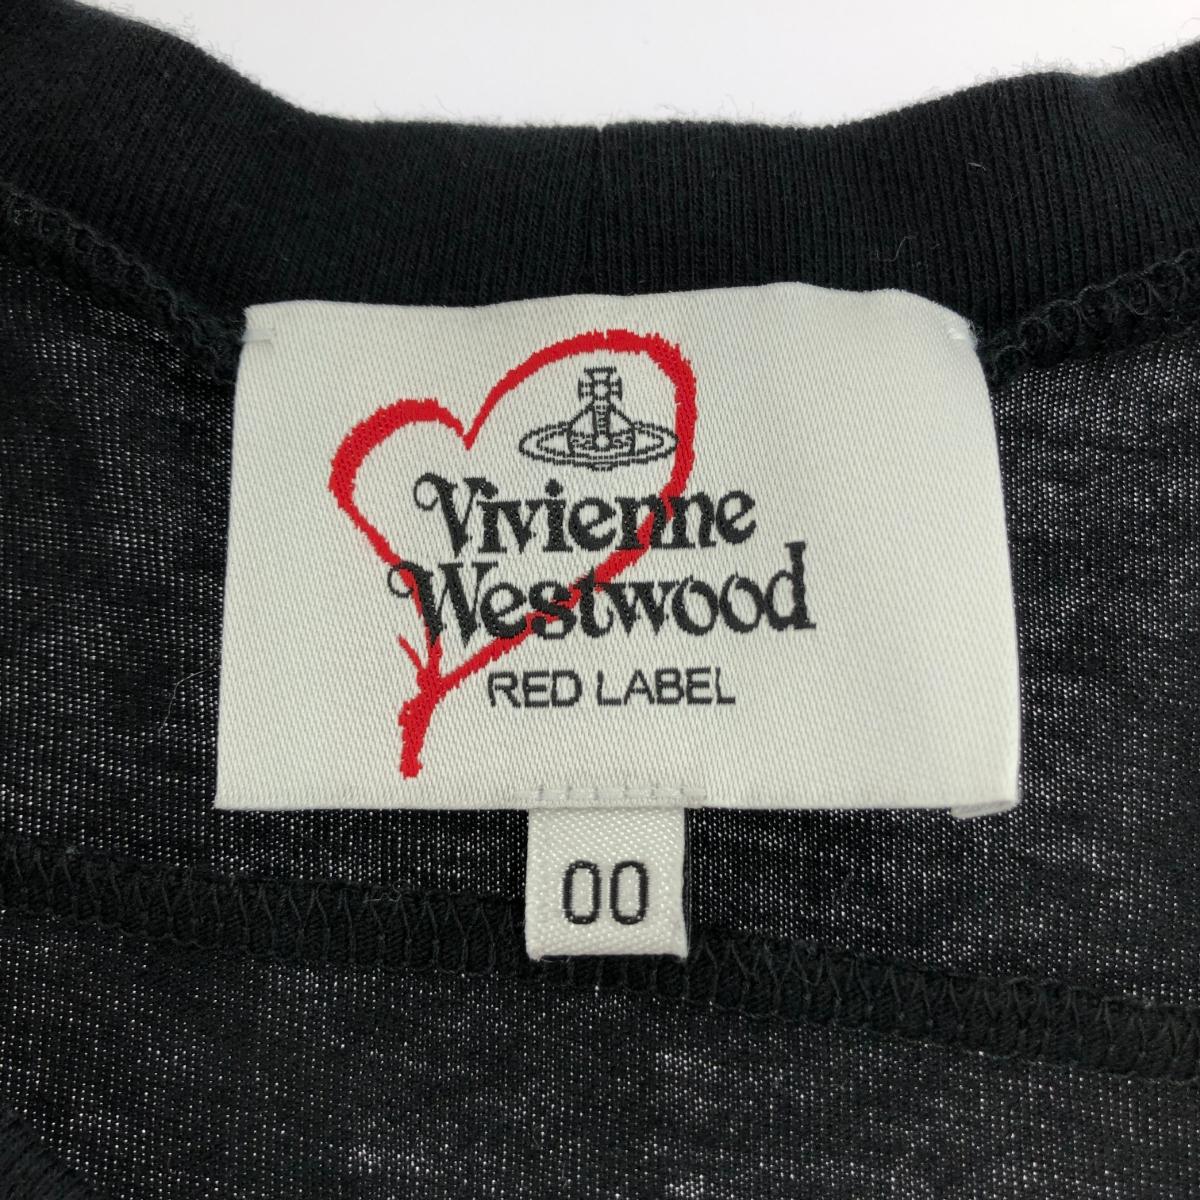 Vivienne
Westwood
RED LABEL
00